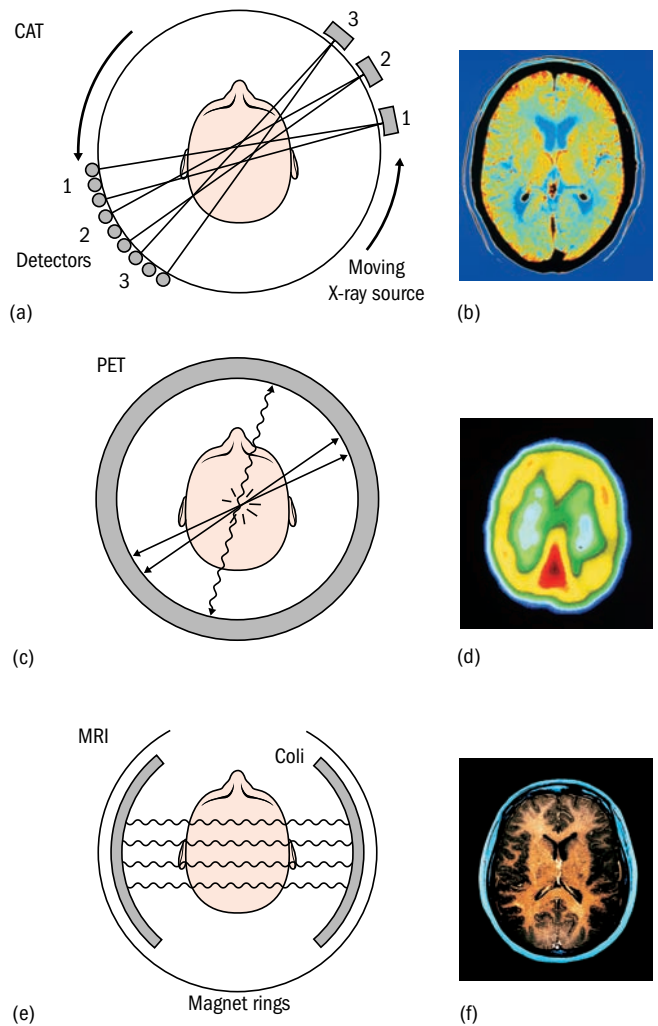 CAT
3
2
1
1
2
Detectors
3
Moving
X-ray source
(a)
(b)
PET
(c)
(d)
MRI
Coli
Magnet rings
(e)
(f)